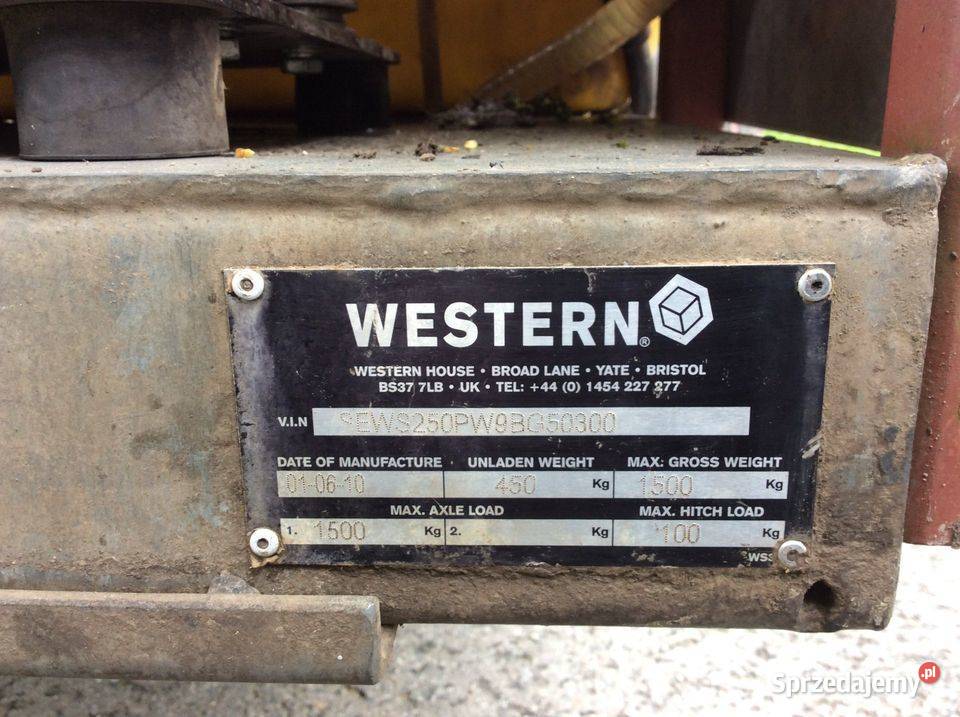 WESTERN®
WESTERN HOUSE • BROAD LANE • YATE • BRISTOL
BS37 7LB • UK • TEL: +44 (0) 1454 227 277
V.I.N SEWS250PW9BG50300
DATE OF MANUFACTURE UNLADEN WEIGHT MAX: GROSS WEIGHT
01-06-10 450 Kg 1500 Kg
MAX. AXLE LOAD MAX. HITCH LOAD
1. 1500 Kg 2. Kg 100 Kg
Sprzedajemy .pl